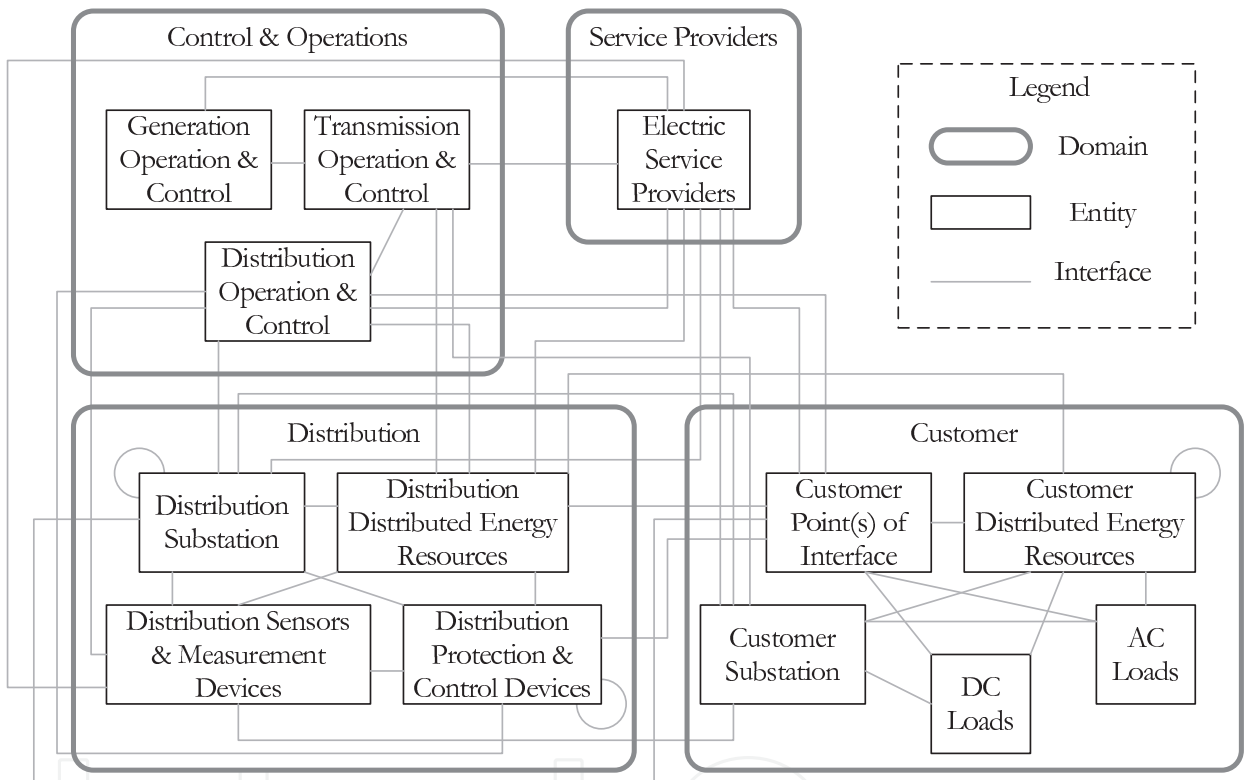 Control & Operations
Service Providers
Legend
Domain
Entity
Interface
Generation
Operation &
Control
Transmission
Operation &
Control
Electric
Service
Providers
Distribution
Operation &
Control
Distribution
Customer
Distribution
Substation
Distribution
Distributed Energy
Resources
Customer
Point(s) of
Interface
Customer
Distributed Energy
Resources
Distribution Sensors
& Measurement
Devices
Distribution
Protection &
Control Devices
Customer
Substation
DC
Loads
AC
Loads